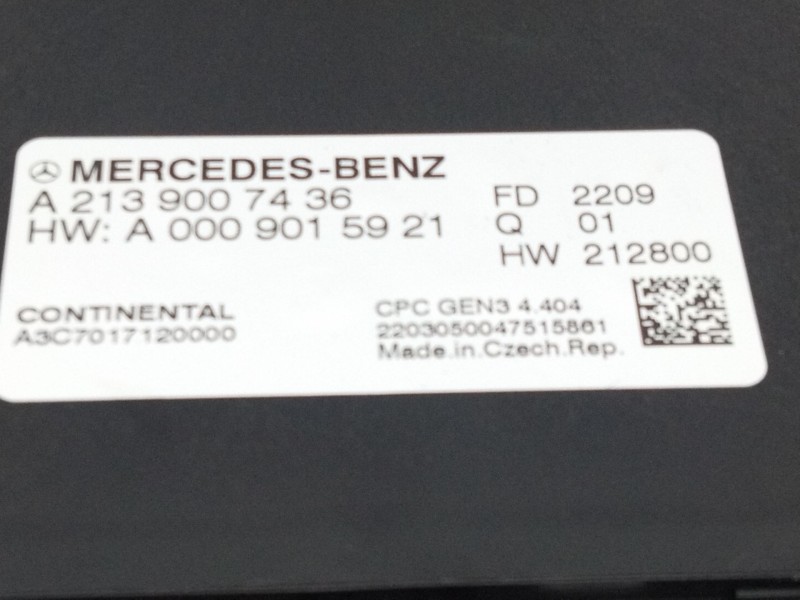 MERCEDES-BENZ
A 213 900 74 36
HW: A 000 901 59 21
FD 2209
Q 01
HW 212800
CONTINENTAL
A3C7017120000
CPC GEN3 4.404
2203050047515861
Made.in.Czech.Rep.